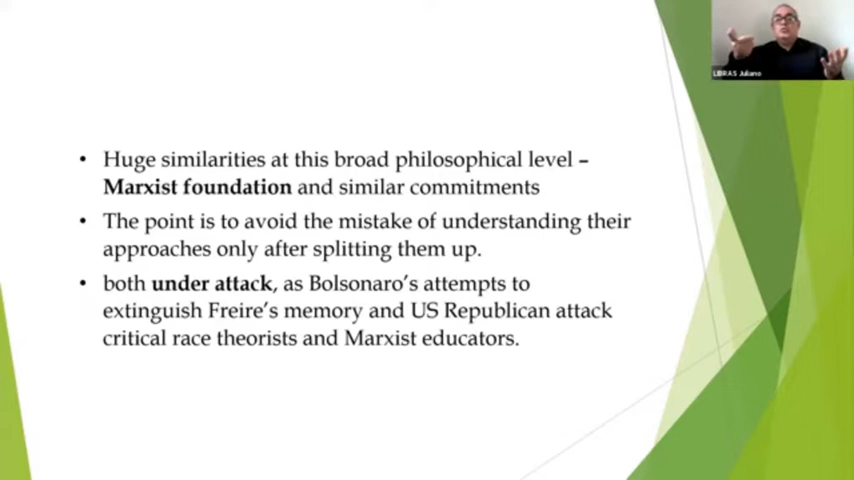 LIBRAS Juliano
• Huge similarities at this broad philosophical level –
Marxist foundation and similar commitments
• The point is to avoid the mistake of understanding their
approaches only after splitting them up.
• both under attack, as Bolsonaro’s attempts to
extinguish Freire’s memory and US Republican attack
critical race theorists and Marxist educators.